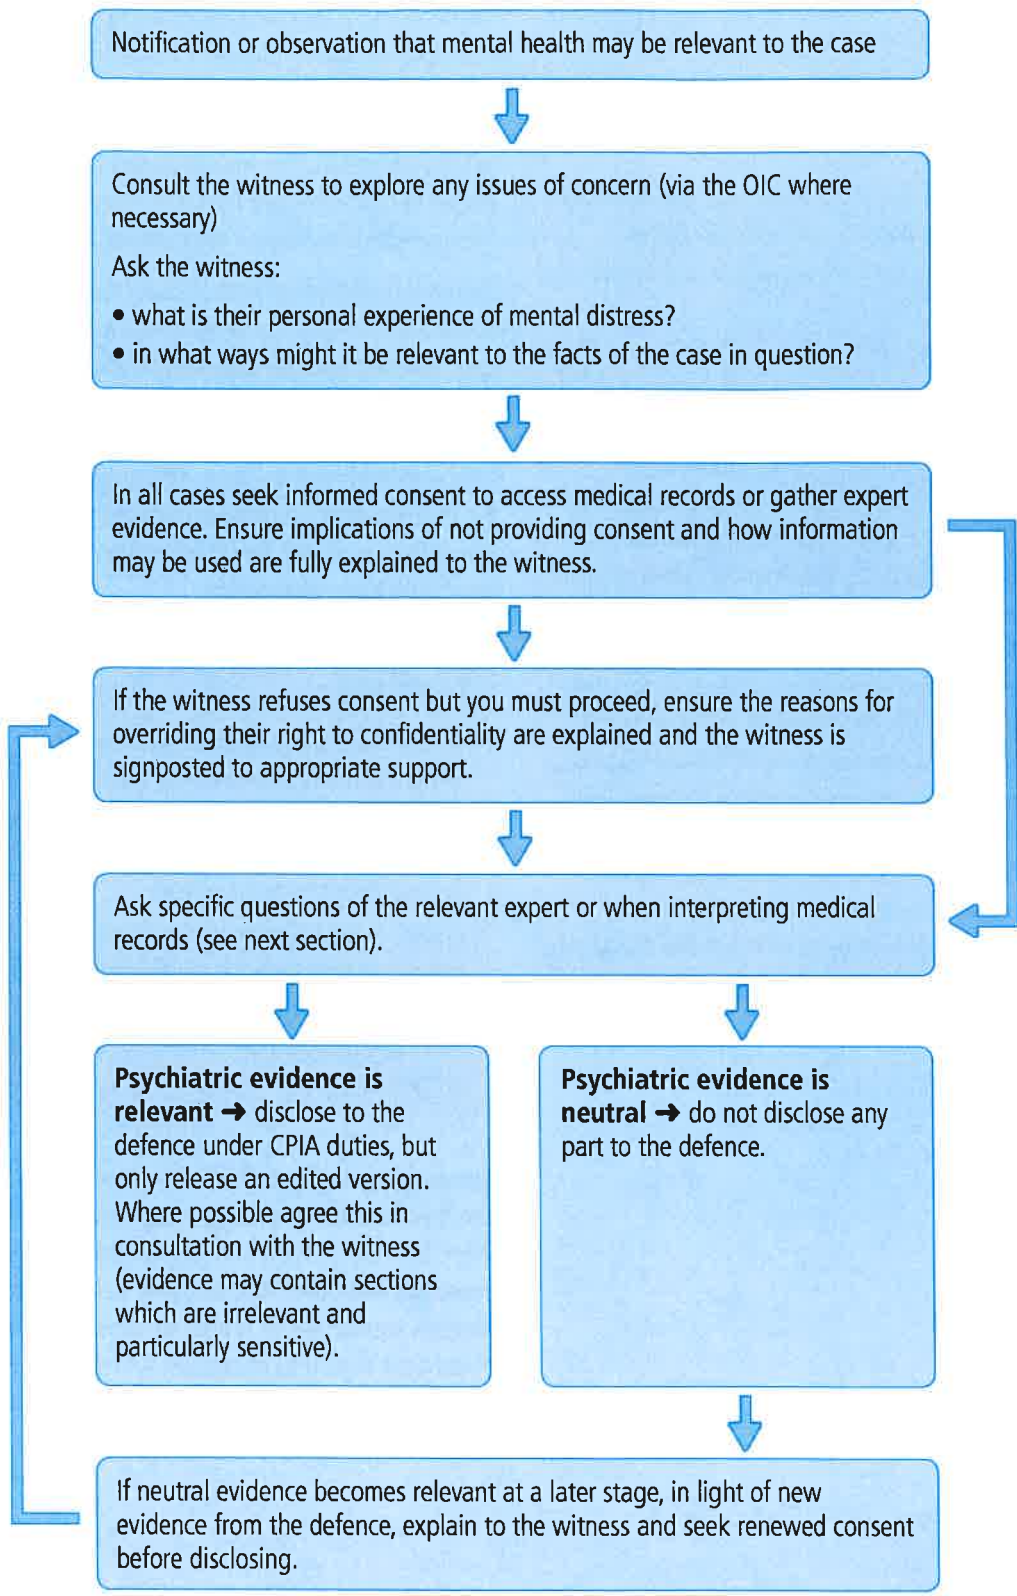 Notification or observation that mental health may be relevant to the case
Consult the witness to explore any issues of concern (via the OIC where
necessary)
Ask the witness:
• what is their personal experience of mental distress?
• in what ways might it be relevant to the facts of the case in question?
In all cases seek informed consent to access medical records or gather expert
evidence. Ensure implications of not providing consent and how information
may be used are fully explained to the witness.
If the witness refuses consent but you must proceed, ensure the reasons for
overriding their right to confidentiality are explained and the witness is
signposted to appropriate support.
Ask specific questions of the relevant expert or when interpreting medical
records (see next section).
Psychiatric evidence is
relevant ➔ disclose to the
defence under CPIA duties, but
only release an edited version.
Where possible agree this in
consultation with the witness
(evidence may contain sections
which are irrelevant and
particularly sensitive).
Psychiatric evidence is
neutral ➔ do not disclose any
part to the defence.
If neutral evidence becomes relevant at a later stage, in light of new
evidence from the defence, explain to the witness and seek renewed consent
before disclosing.